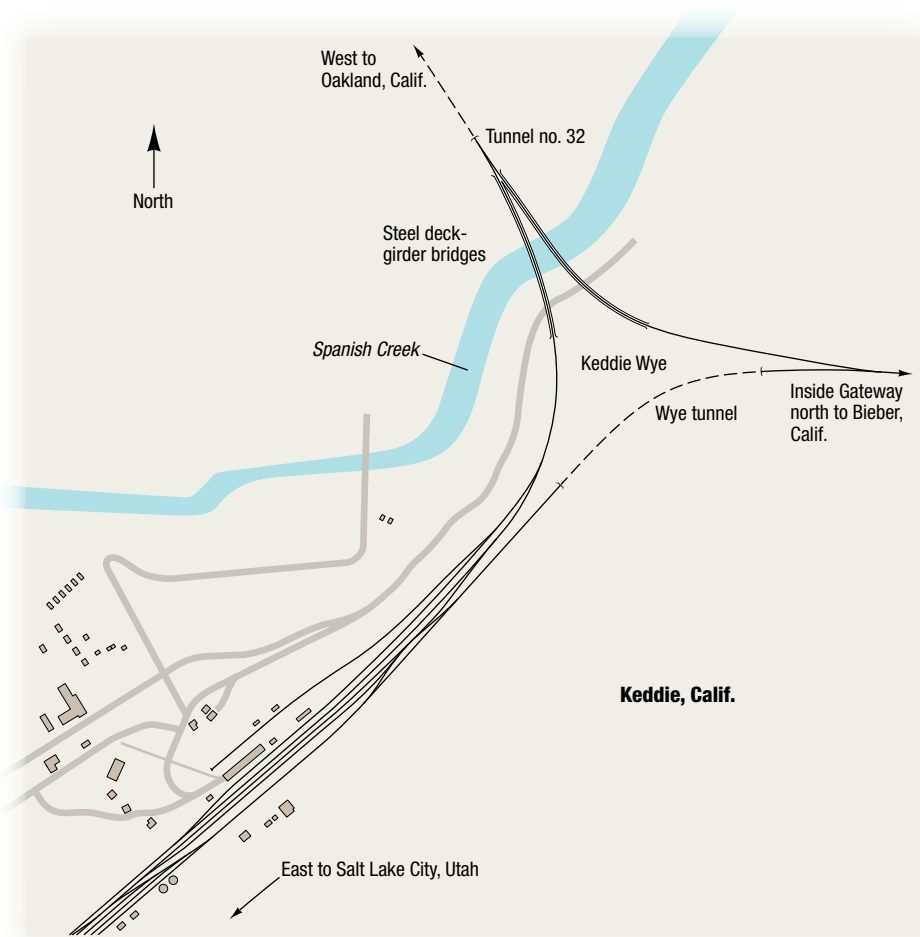 West to
Oakland, Calif.
Tunnel no. 32
North
Steel deck-
girder bridges
Spanish Creek
Keddie Wye
Wye tunnel
Inside Gateway
north to Bieber,
Calif.
Keddie, Calif.
East to Salt Lake City, Utah